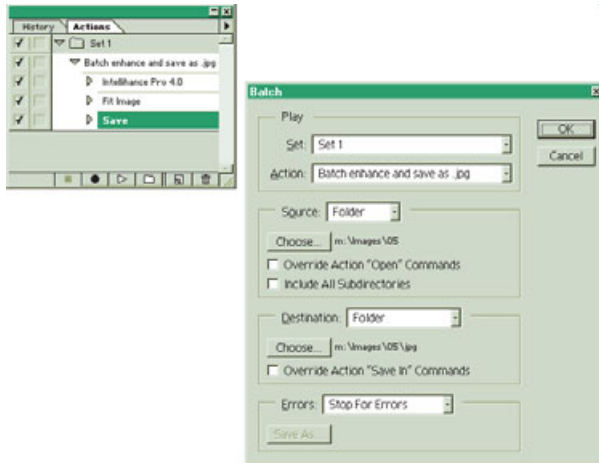 History Actions
Set 1
Batch enhance and save as .jpg
Intellihance Pro 4.0
Fit Image
Save
Batch
Play
Set: Set 1
OK
Action: Batch enhance and save as .jpg
Cancel
Source: Folder
Choose... m:\Images\05
Override Action "Open" Commands
Include All Subdirectories
Destination: Folder
Choose... m:\Images\05\jpg
Override Action "Save In" Commands
Errors: Stop For Errors
Save As...